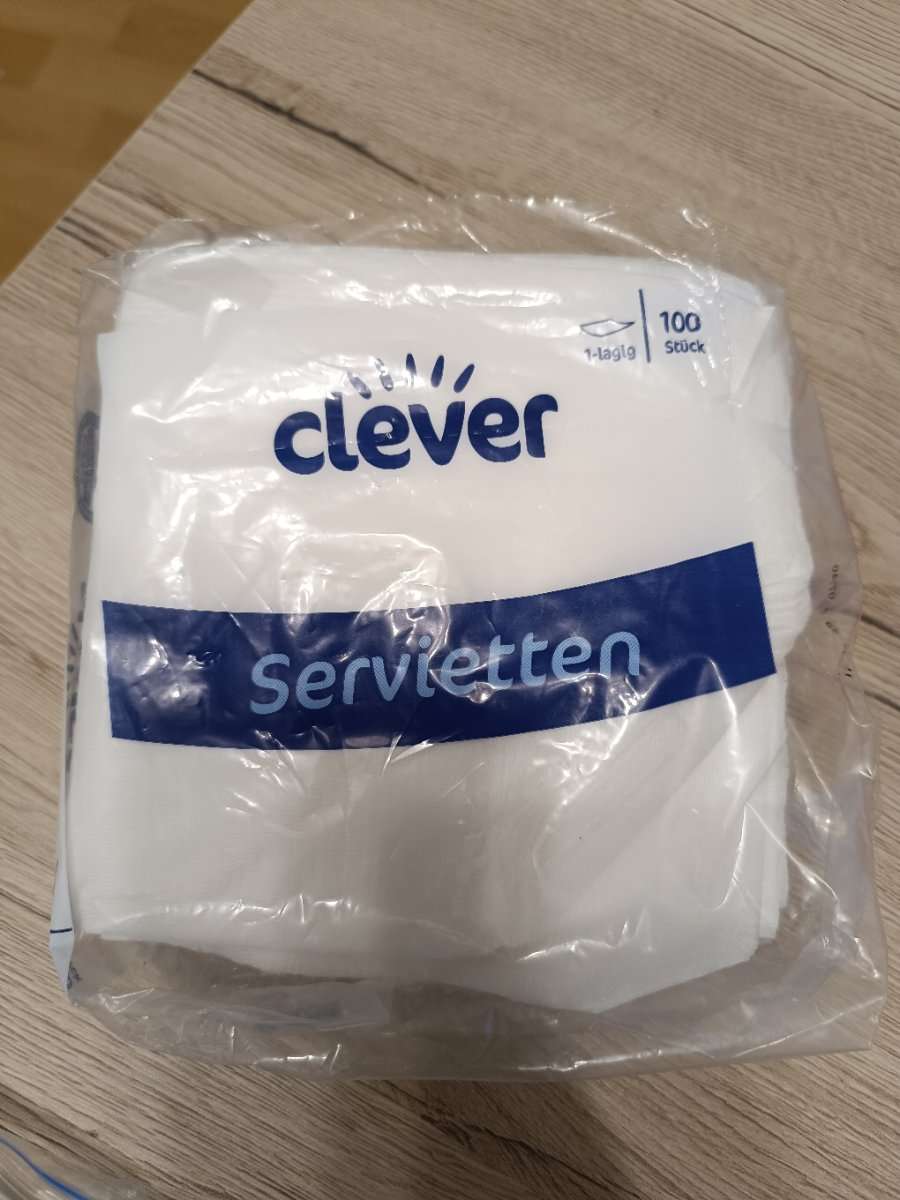 1-lagig
100
Stück
clever
Servietten